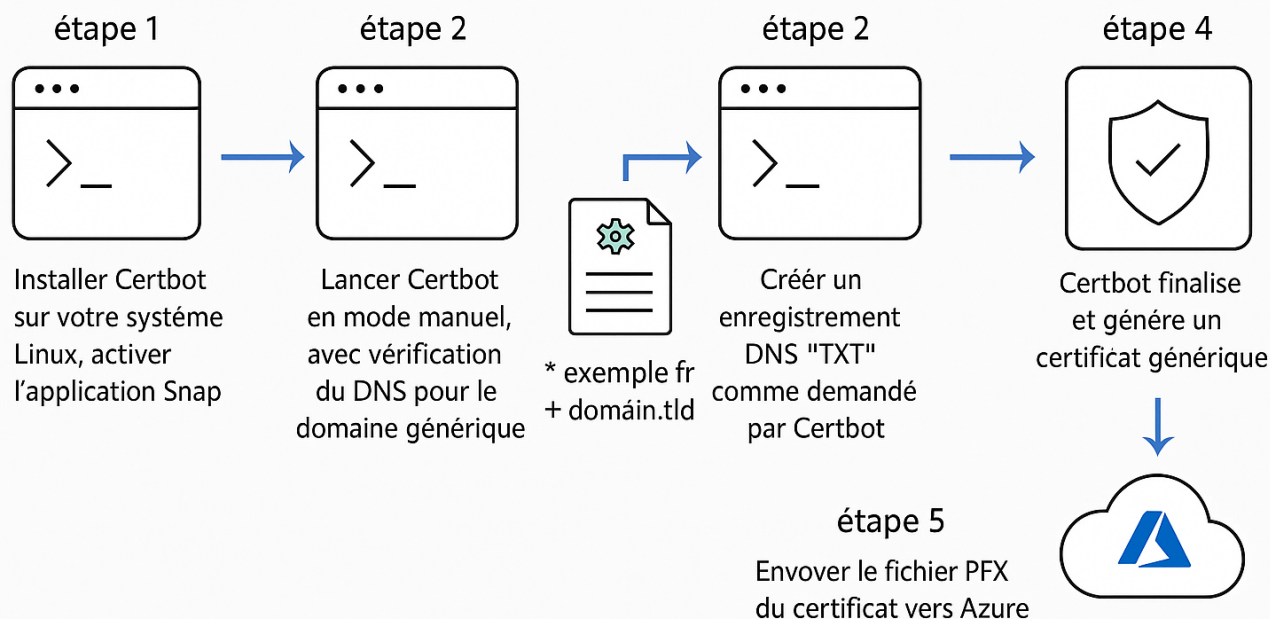 étape 1
Installer Certbot
sur votre systéme
Linux, activer
l'application Snap
étape 2
Lancer Certbot
en mode manuel,
avec vérification
du DNS pour le
domaine générique
* exemple fr
+ domáin.tld
étape 2
Créér un
enregistrement
DNS "TXT"
comme demandé
par Certbot
étape 4
Certbot finalise
et génére un
certificat générique
étape 5
Envover le fichier PFX
du certificat vers Azure